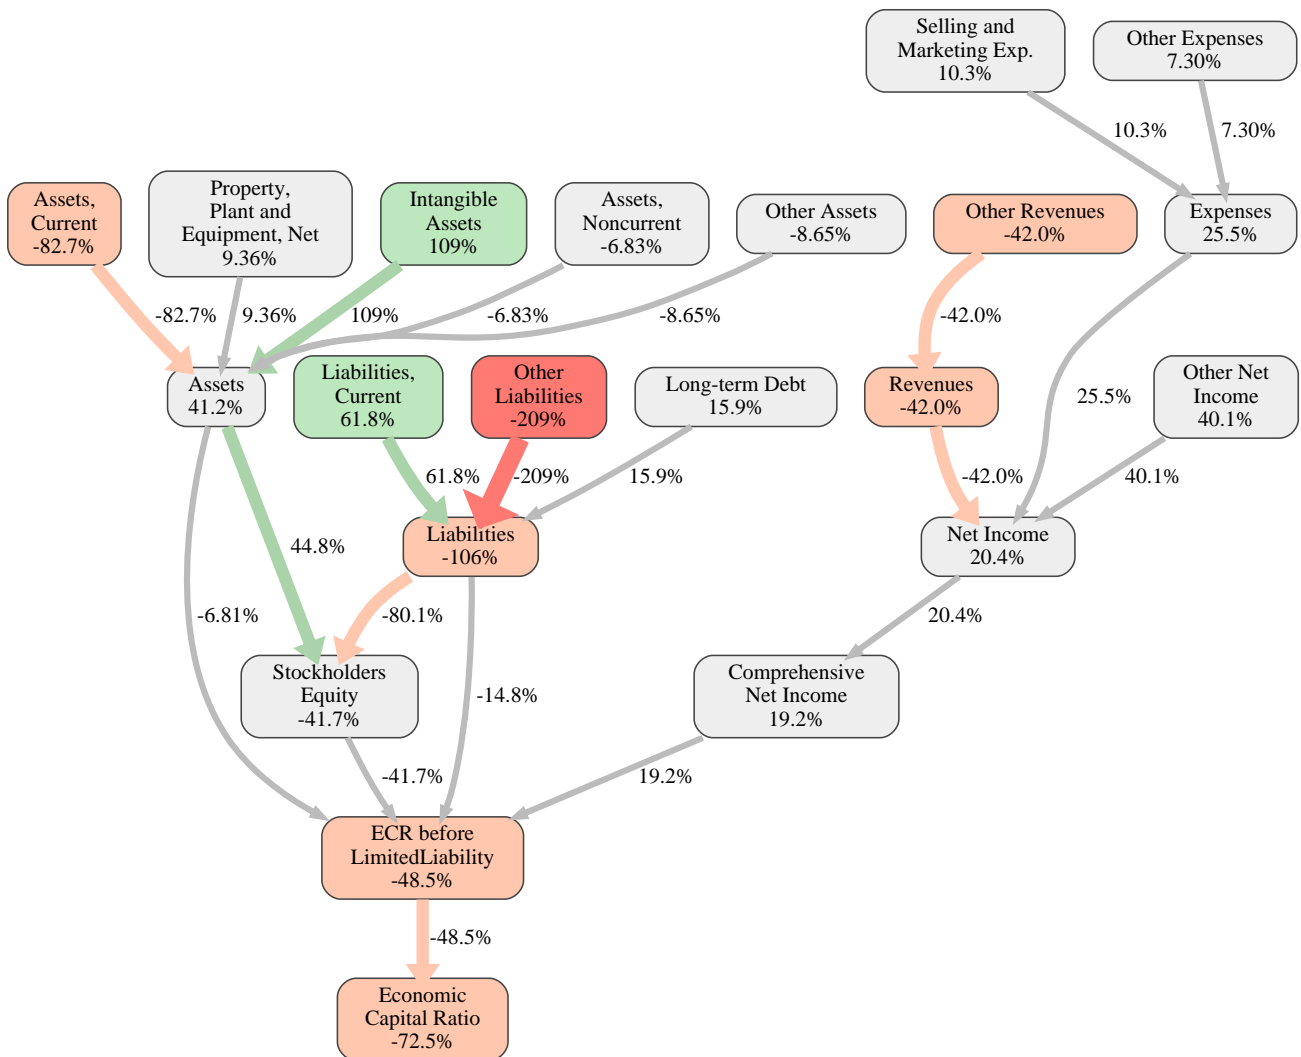 Selling and
Marketing Exp.
10.3%
Other Expenses
7.30%
10.3%
7.30%
Assets,
Current
-82.7%
Property,
Plant and
Equipment, Net
9.36%
Intangible
Assets
109%
Assets,
Noncurrent
-6.83%
Other Assets
-8.65%
Other Revenues
-42.0%
Expenses
25.5%
-82.7%
9.36%
109%
-6.83%
-8.65%
-42.0%
Assets
41.2%
Liabilities,
Current
61.8%
Other
Liabilities
-209%
Long-term Debt
15.9%
Revenues
-42.0%
25.5%
Other Net
Income
40.1%
61.8%
-209%
15.9%
-42.0%
40.1%
44.8%
Liabilities
-106%
Net Income
20.4%
-6.81%
-80.1%
20.4%
Stockholders
Equity
-41.7%
-14.8%
Comprehensive
Net Income
19.2%
-41.7%
19.2%
ECR before
LimitedLiability
-48.5%
-48.5%
Economic
Capital Ratio
-72.5%